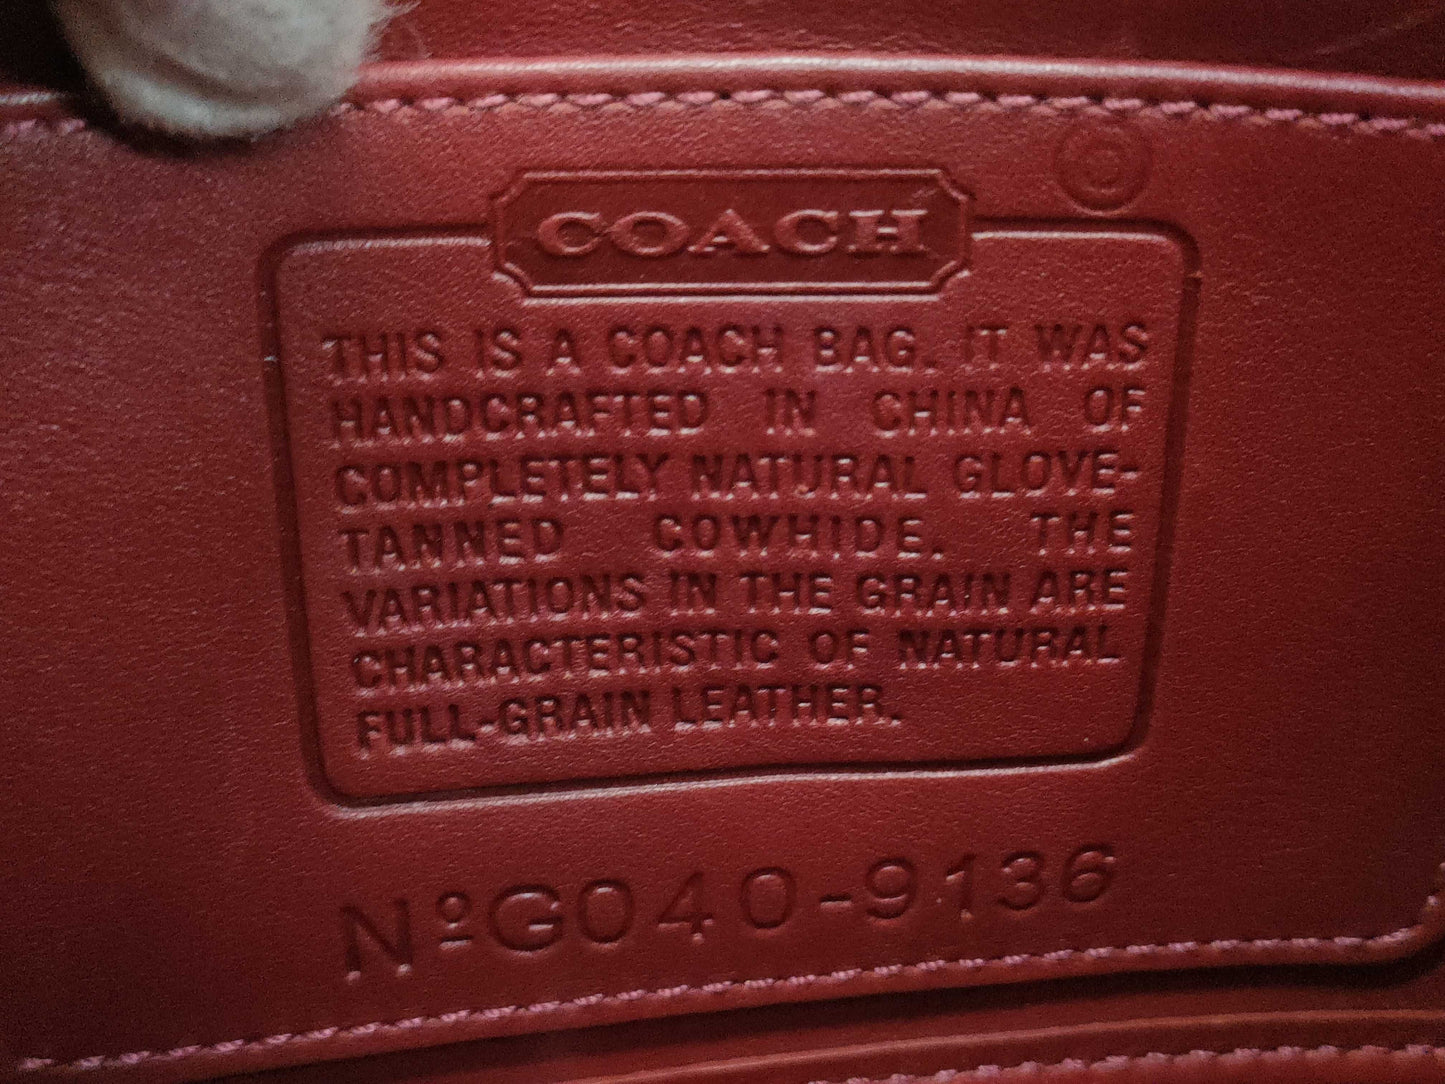 COACH
THIS IS A COACH BAG. IT WAS
HANDCRAFTED IN CHINA OF
COMPLETELY NATURAL GLOVE-
TANNED COWHIDE. THE
VARIATIONS IN THE GRAIN ARE
CHARACTERISTIC OF NATURAL
FULL-GRAIN LEATHER.
NºG040-9136